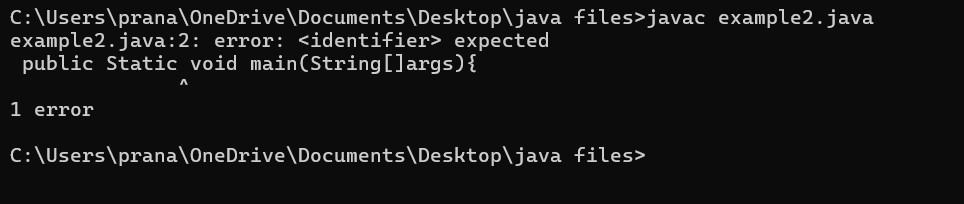 C:\Users\prana\OneDrive\Documents\Desktop\java files>javac example2.java
example2.java:2: error: <identifier> expected
 public Static void main(String[]args){
              ^
1 error
C:\Users\prana\OneDrive\Documents\Desktop\java files>